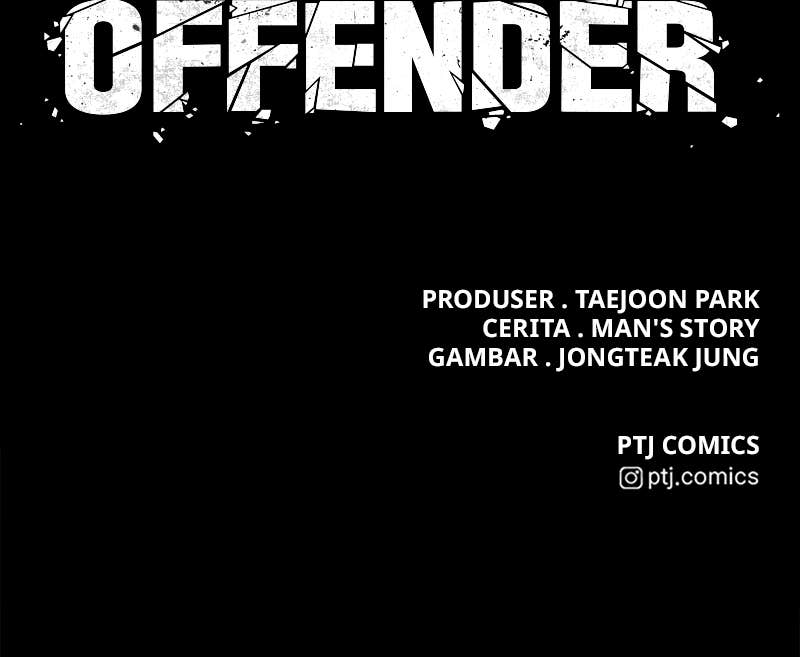 OFFENDER
PRODUSER . TAEJOON PARK
CERITA . MAN'S STORY
GAMBAR . JONGTEAK JUNG
PTJ COMICS
ptj.comics